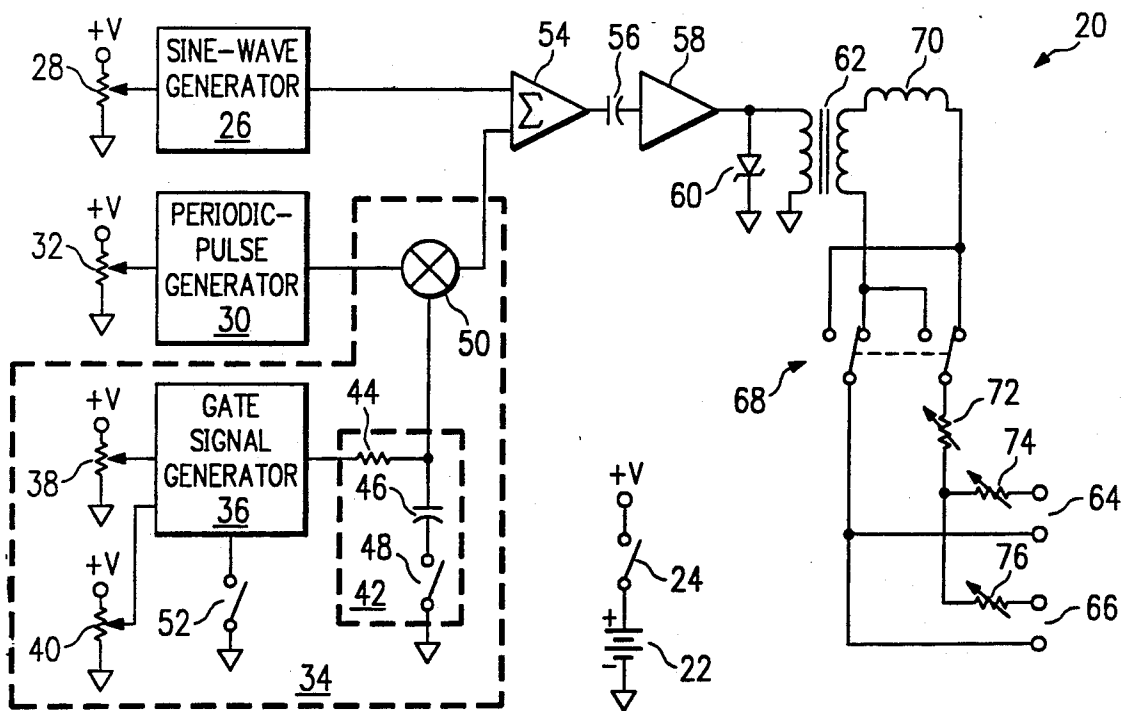 +V
28
SINE-WAVE
GENERATOR
26
54
Σ
56
58
62
70
20
60
+V
32
PERIODIC-
PULSE
GENERATOR
30
50
68
72
74
64
76
66
+V
38
GATE
SIGNAL
GENERATOR
36
44
46
48
42
+V
40
52
34
+V
24
+
-
22